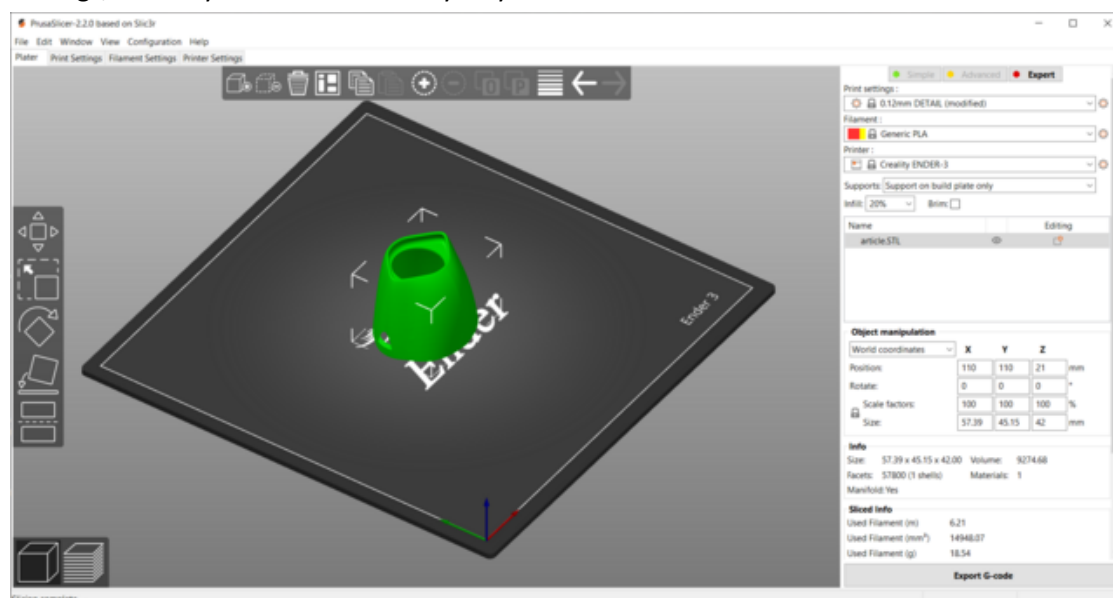 PrusaSlicer-2.2.0 based on Slic3r
File Edit Window View Configuration Help
Plater Print Settings Filament Settings Printer Settings
Simple Advanced Expert
Print settings :
0.12mm DETAIL (modified)
Filament :
Generic PLA
Printer :
Creality ENDER-3
Supports: Support on build plate only
Infill: 20% Brim:
Name Editing
article.STL
Ender 3
Ender
Object manipulation
World coordinates X Y Z
Position: 110 110 21 mm
Rotate: 0 0 0 °
Scale factors: 100 100 100 %
Size: 57.39 45.15 42 mm
Info
Size: 57.39 x 45.15 x 42.00 Volume: 9274.68
Facets: 57800 (1 shells) Materials: 1
Manifold: Yes
Sliced Info
Used Filament (m) 6.21
Used Filament (mm³) 14948.07
Used Filament (g) 18.54
Export G-code